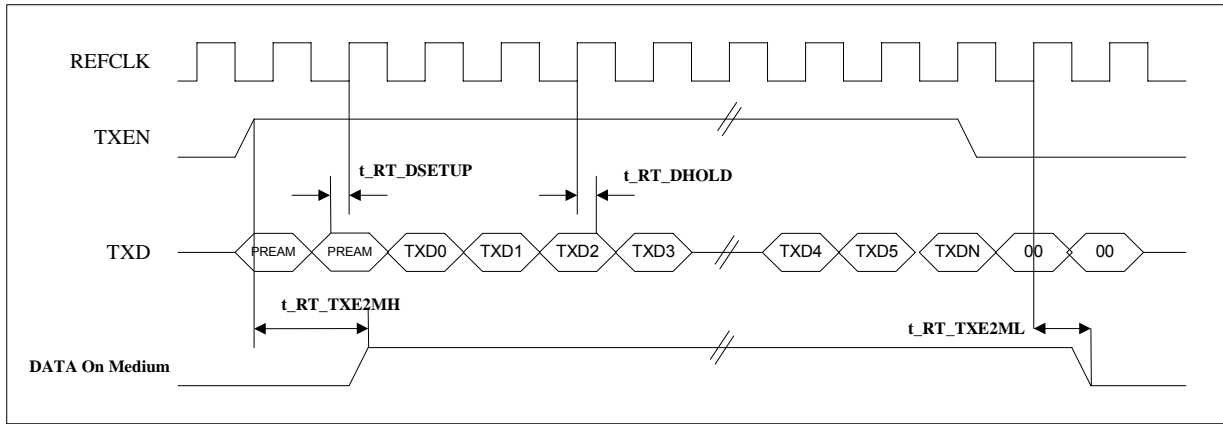 REFCLK
TXEN
t_RT_DSETUP
t_RT_DHOLD
TXD
PREAM PREAM TXD0 TXD1 TXD2 TXD3 TXD4 TXD5 TXDN 00 00
t_RT_TXE2MH
t_RT_TXE2ML
DATA On Medium